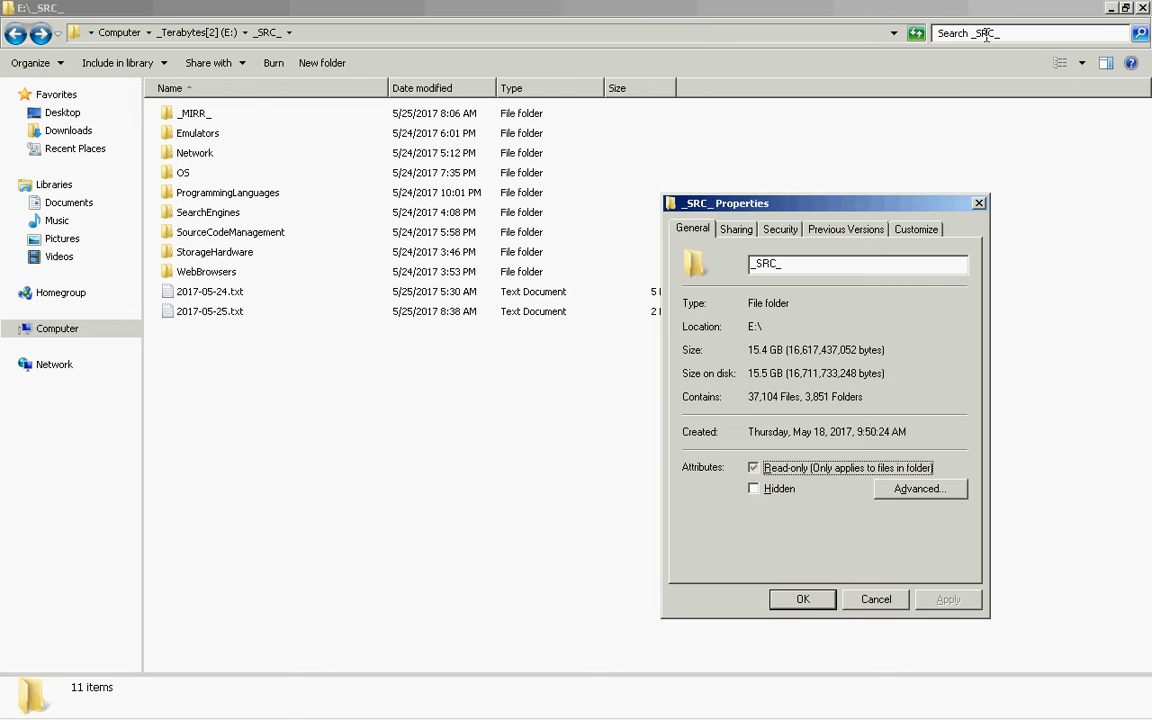 E:\_SRC_
Computer _Terabytes[2] (E:) _SRC_
Search _SRC_
Organize Include in library Share with Burn New folder
Favorites
Desktop
Downloads
Recent Places
Libraries
Documents
Music
Pictures
Videos
Homegroup
Computer
Network
Name Date modified Type Size
_MIRR_ 5/25/2017 8:06 AM File folder
Emulators 5/24/2017 6:01 PM File folder
Network 5/24/2017 5:12 PM File folder
OS 5/24/2017 7:35 PM File folder
ProgrammingLanguages 5/24/2017 10:01 PM File folder
SearchEngines 5/24/2017 4:08 PM File folder
SourceCodeManagement 5/24/2017 5:58 PM File folder
StorageHardware 5/24/2017 3:46 PM File folder
WebBrowsers 5/24/2017 3:53 PM File folder
2017-05-24.txt 5/25/2017 5:30 AM Text Document 5
2017-05-25.txt 5/25/2017 8:38 AM Text Document 2
_SRC_ Properties
General Sharing Security Previous Versions Customize
_SRC_
Type: File folder
Location: E:\
Size: 15.4 GB (16,617,437,052 bytes)
Size on disk: 15.5 GB (16,711,733,248 bytes)
Contains: 37,104 Files, 3,851 Folders
Created: Thursday, May 18, 2017, 9:50:24 AM
Attributes: Read-only (Only applies to files in folder)
Hidden Advanced...
OK Cancel Apply
11 items